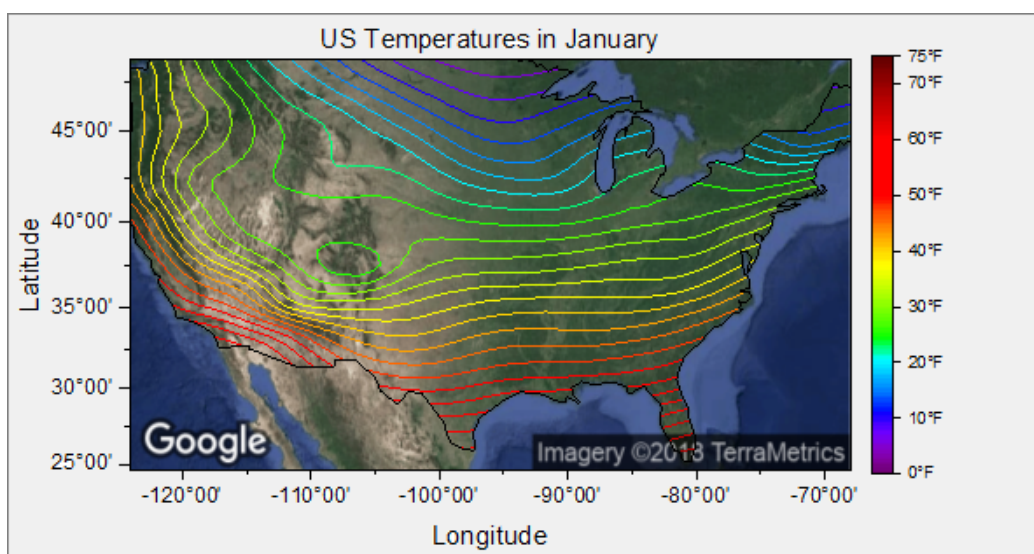 US Temperatures in January
75°F
70°F
60°F
50°F
40°F
30°F
20°F
10°F
0°F
Latitude
45°00'
40°00'
35°00'
30°00'
25°00'
Google
Imagery ©2013 TerraMetrics
-120°00' -110°00' -100°00' -90°00' -80°00' -70°00'
Longitude